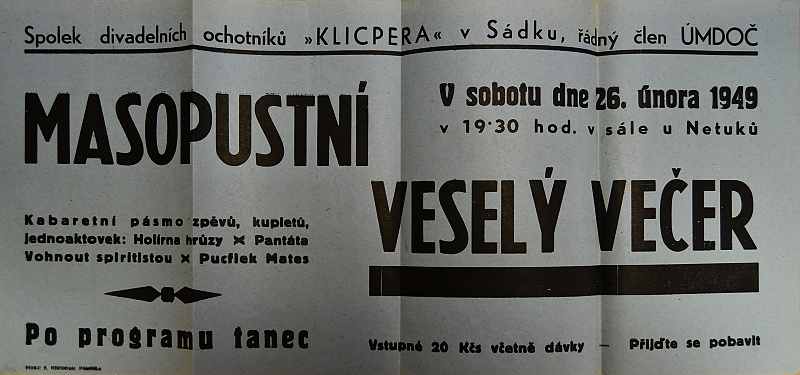 Spolek divadelních ochotníků »KLICPERA« v Sádku, řádný člen ÚMDOČ
MASOPUSTNÍ
V sobotu dne 26. února 1949
v 19·30 hod. v sále u Netuků
VESELÝ VEČER
Kabaretní pásmo zpěvů, kupletů,
jednoaktovek: Holírna hrůzy × Pantáta
Vohnout spiritistou × Pucflek Mates
Po programu tanec
Vstupné 20 Kčs včetně dávky – Přijďte se pobavit